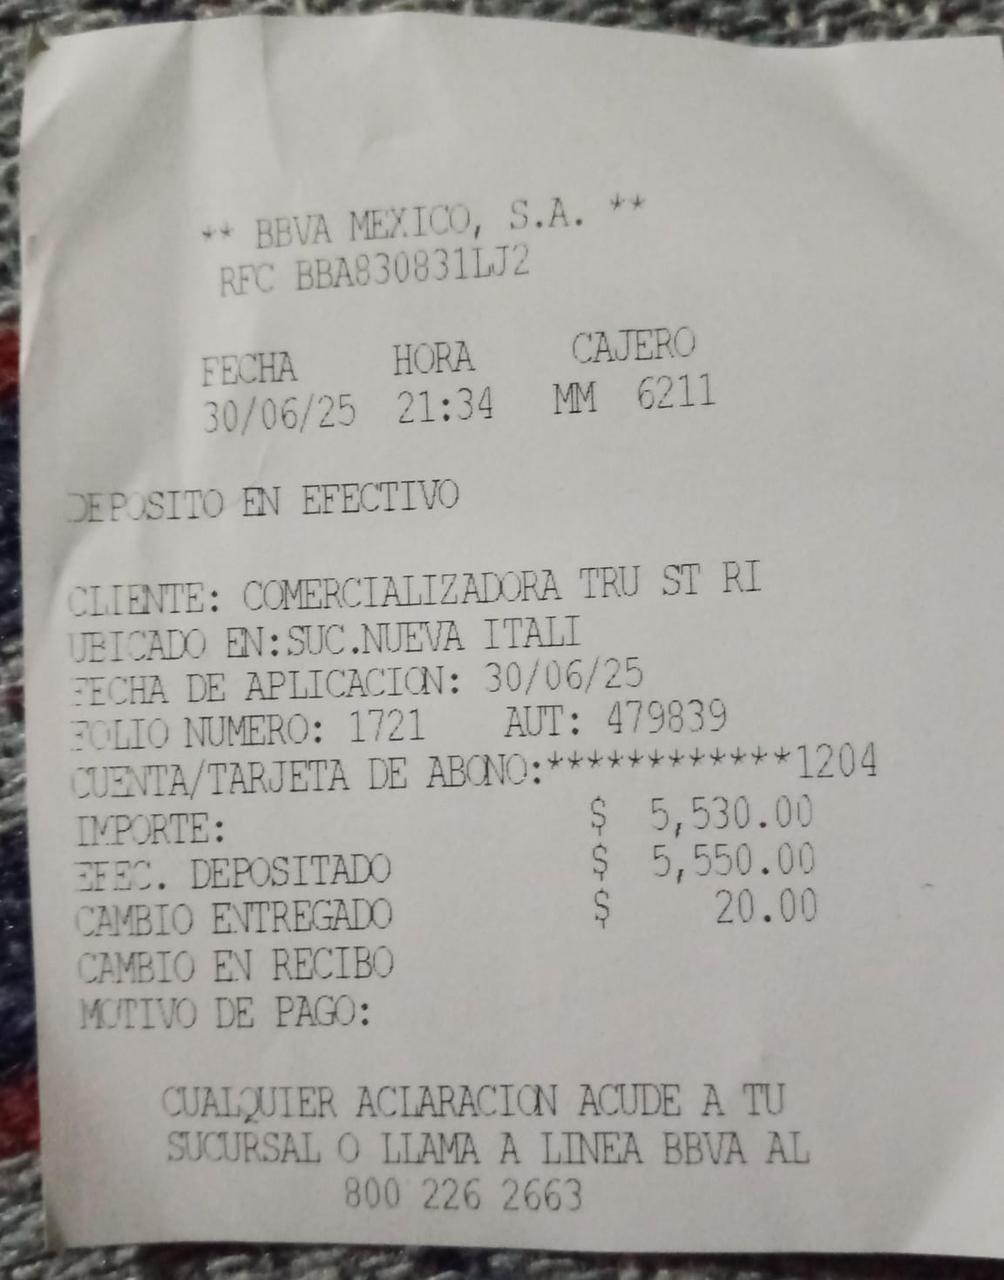 ** BBVA MEXICO, S.A. **
RFC BBA830831LJ2
FECHA HORA CAJERO
30/06/25 21:34 MM 6211
DEPOSITO EN EFECTIVO
CLIENTE: COMERCIALIZADORA TRU ST RI
UBICADO EN:SUC.NUEVA ITALI
FECHA DE APLICACION: 30/06/25
FOLIO NUMERO: 1721 AUT: 479839
CUENTA/TARJETA DE ABONO:************1204
IMPORTE: $ 5,530.00
EFEC. DEPOSITADO $ 5,550.00
CAMBIO ENTREGADO $ 20.00
CAMBIO EN RECIBO
MOTIVO DE PAGO:
CUALQUIER ACLARACION ACUDE A TU
SUCURSAL O LLAMA A LINEA BBVA AL
800 226 2663